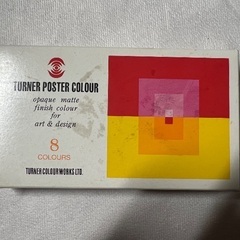 TURNER POSTER COLOUR
opaque matte
finish colour
for
art & design
8
COLOURS
TURNER COLOUR WORKS LTD.